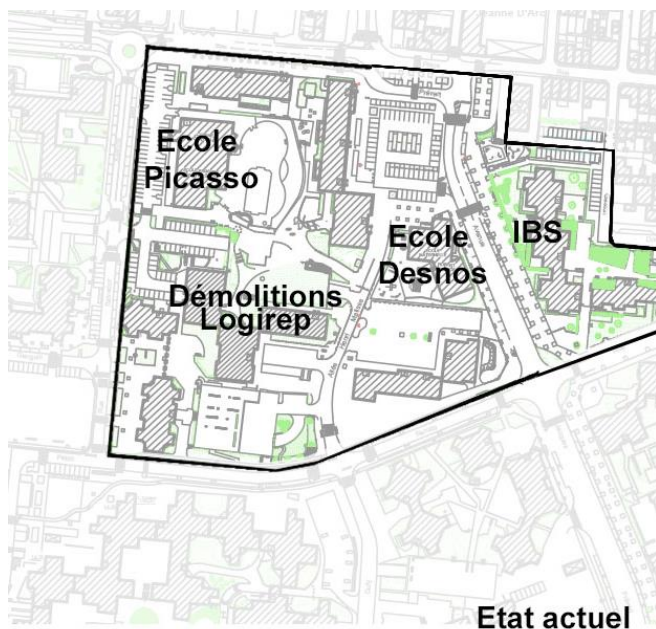 Ecole
Picasso
Ecole
Desnos
IBS
Démolitions
Logirep
Etat actuel